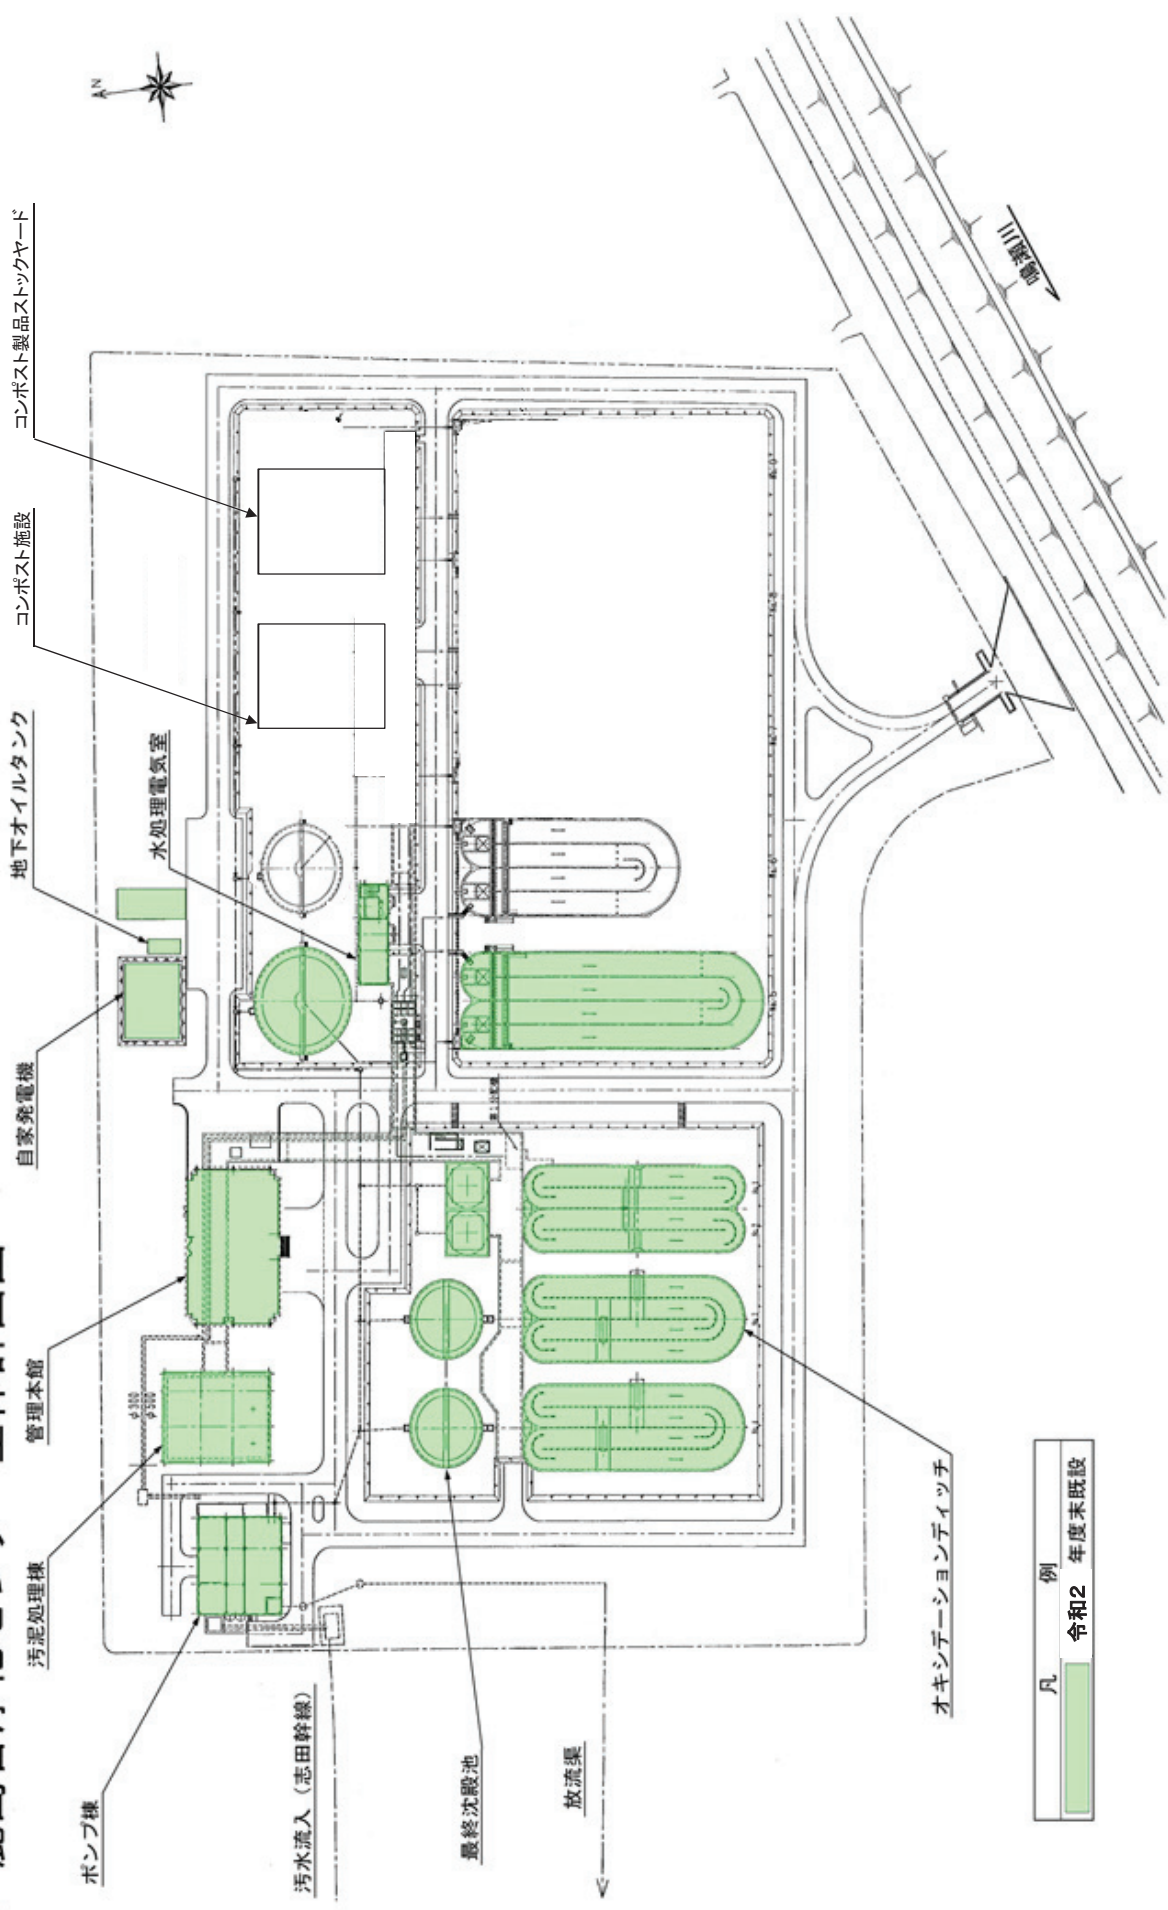 コンポスト製品ストックヤード
コンポスト施設
地下オイルタンク
水処理電気室
自家発電機
管理本館
汚泥処理棟
ポンプ棟
汚水流入（志田幹線）
最終沈殿池
放流渠
オキシデーションディッチ
鳴瀬川
N
φ300
φ500
凡 例
令和2 年度末既設